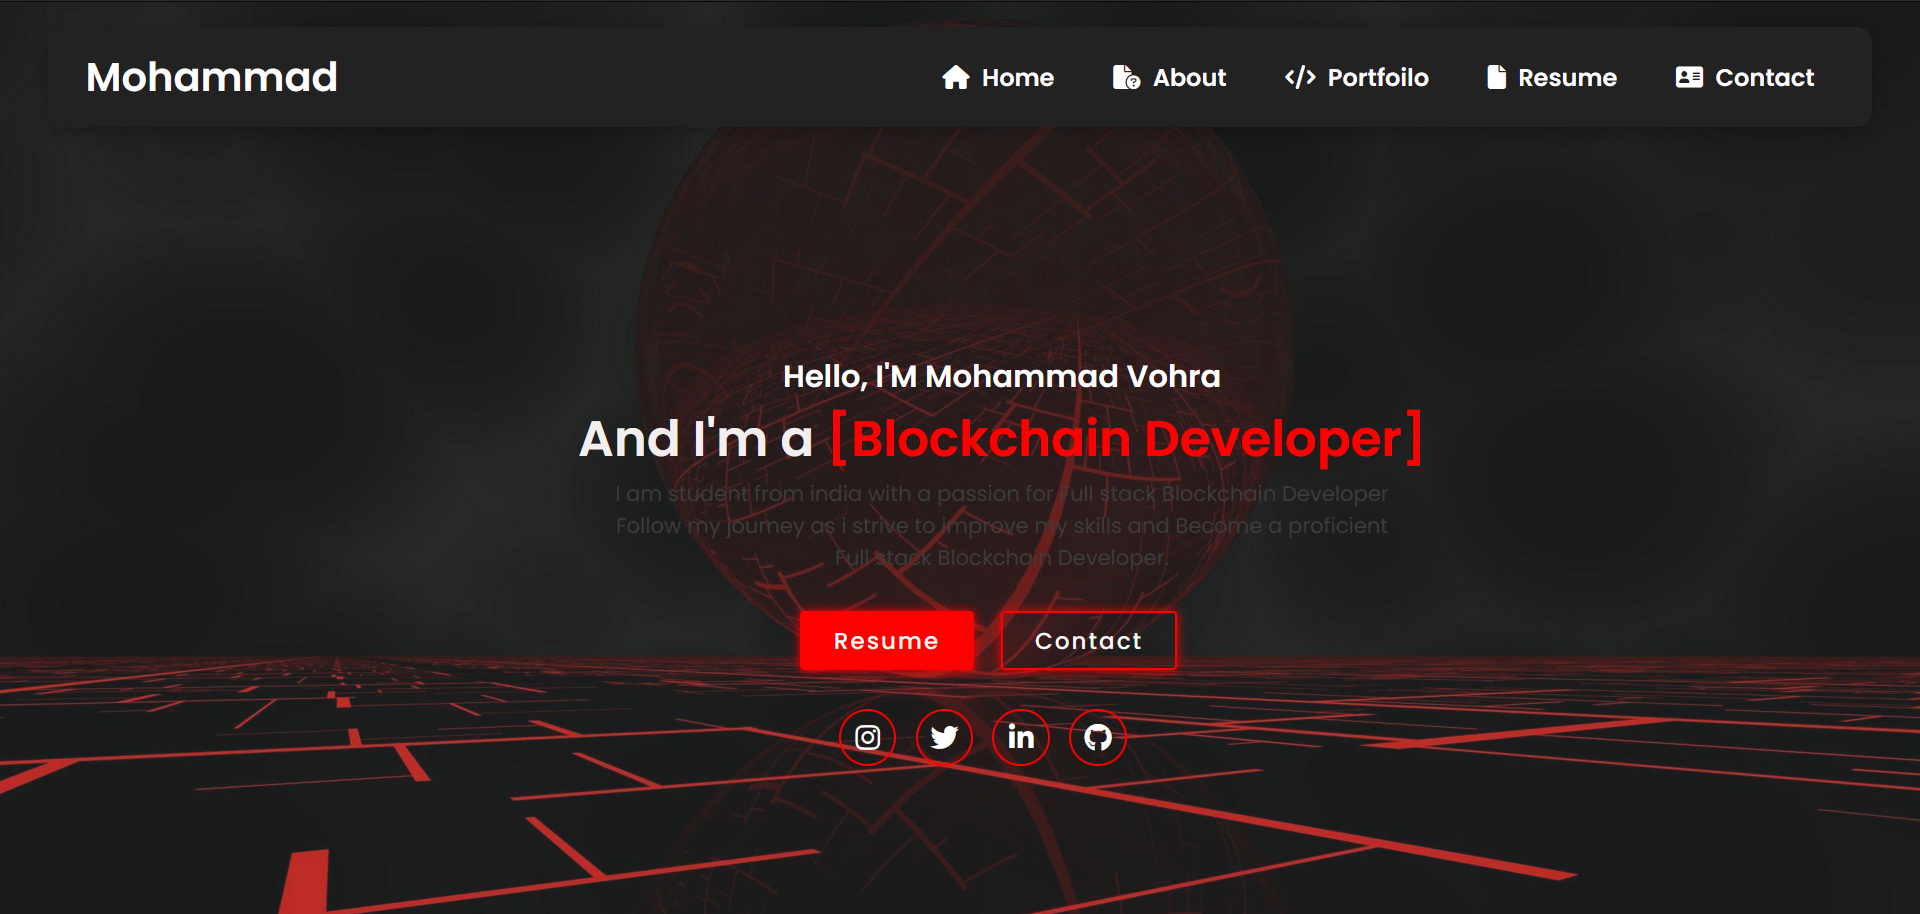 Mohammad
Home
About
Portfoilo
Resume
Contact
Hello, I'M Mohammad Vohra
And I'm a [Blockchain Developer]
I am student from india with a passion for Full stack Blockchain Developer
Follow my journey as i strive to improve my skills and Become a proficient
Full stack Blockchain Developer.
Resume
Contact